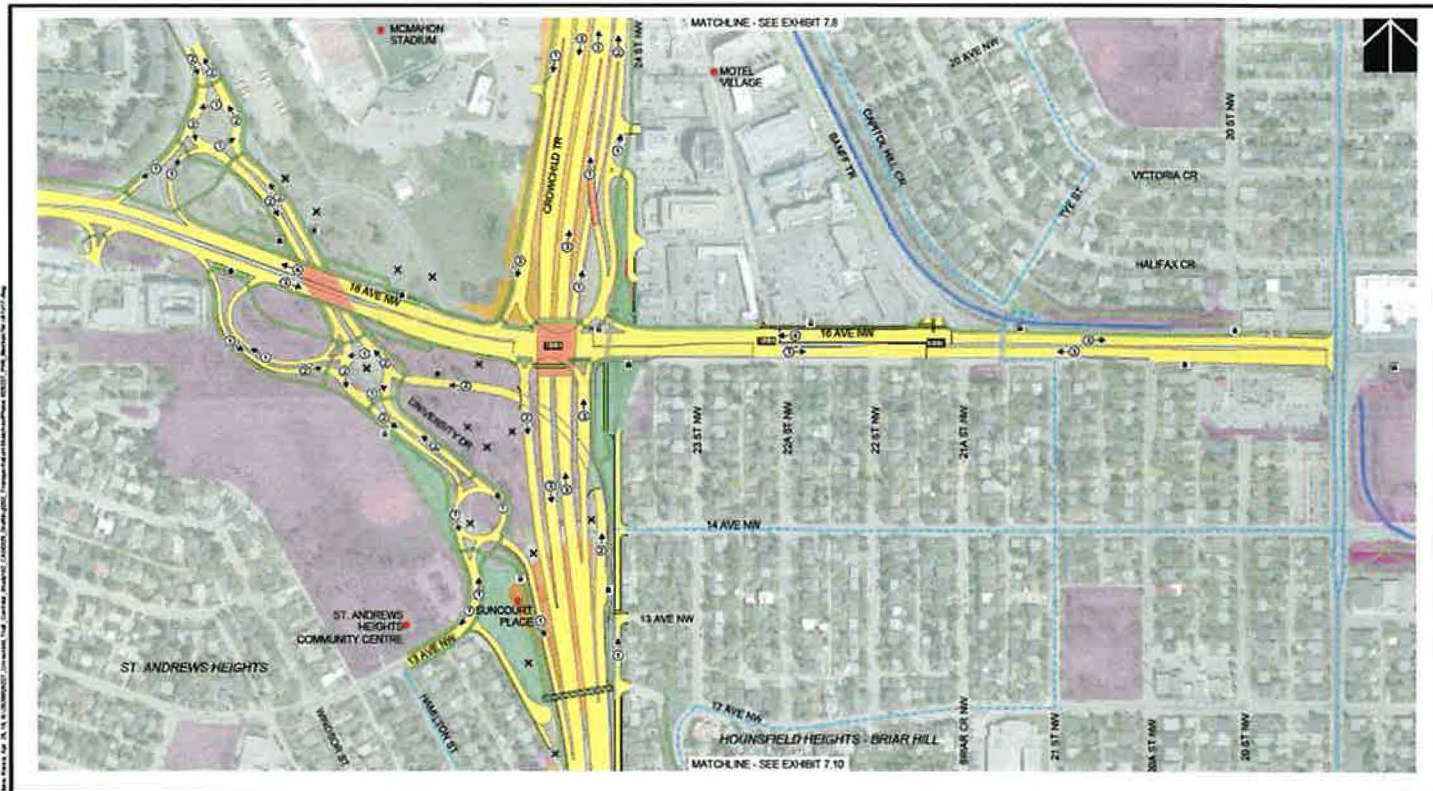 MATCHLINE - SEE EXHIBIT 7.8
MCMAHON
STADIUM
24 ST NW
MOTEL
VILLAGE
20 AVE NW
20 ST NW
CROWCHILD TR
CAPITOL HILL CR
BANFF TR
VICTORIA CR
TYE ST
HALIFAX CR
16 AVE NW
16 AVE NW
UNIVERSITY DR
23 ST NW
22A ST NW
22 ST NW
21A ST NW
14 AVE NW
ST. ANDREWS
HEIGHTS
COMMUNITY CENTRE
SUNCOURT
PLACE
13 AVE NW
13 AVE NW
ST. ANDREWS HEIGHTS
WINDSOR ST
HAMILTON ST
12 AVE NW
HOUNSFIELD HEIGHTS - BRIAR HILL
BRIAR CR NW
21 ST NW
20A ST NW
20 ST NW
MATCHLINE - SEE EXHIBIT 7.10